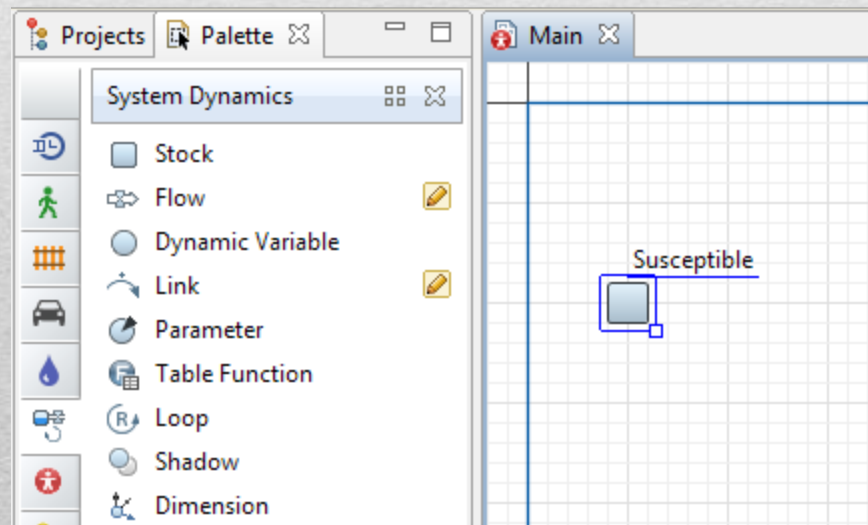 Projects Palette Main
System Dynamics
Stock
Flow
Dynamic Variable
Link
Parameter
Table Function
R
Loop
Shadow
Dimension
Susceptible